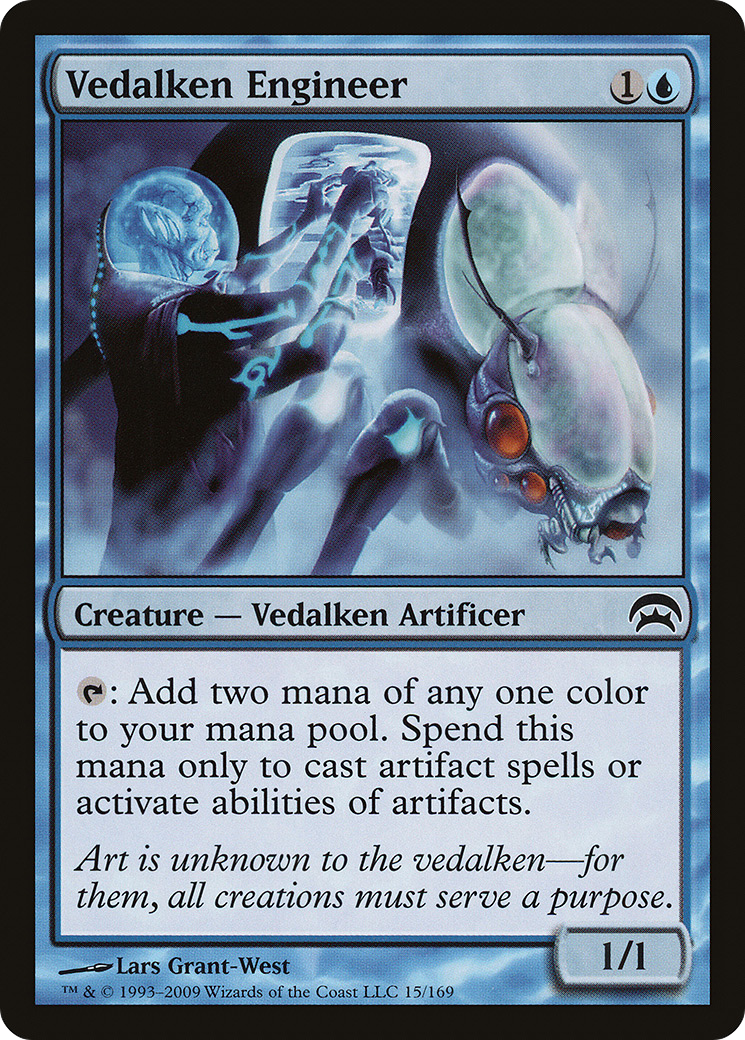 Vedalken Engineer 1
Creature — Vedalken Artificer
: Add two mana of any one color
to your mana pool. Spend this
mana only to cast artifact spells or
activate abilities of artifacts.
Art is unknown to the vedalken—for
them, all creations must serve a purpose.
1/1
Lars Grant-West
™ & © 1993–2009 Wizards of the Coast LLC 15/169